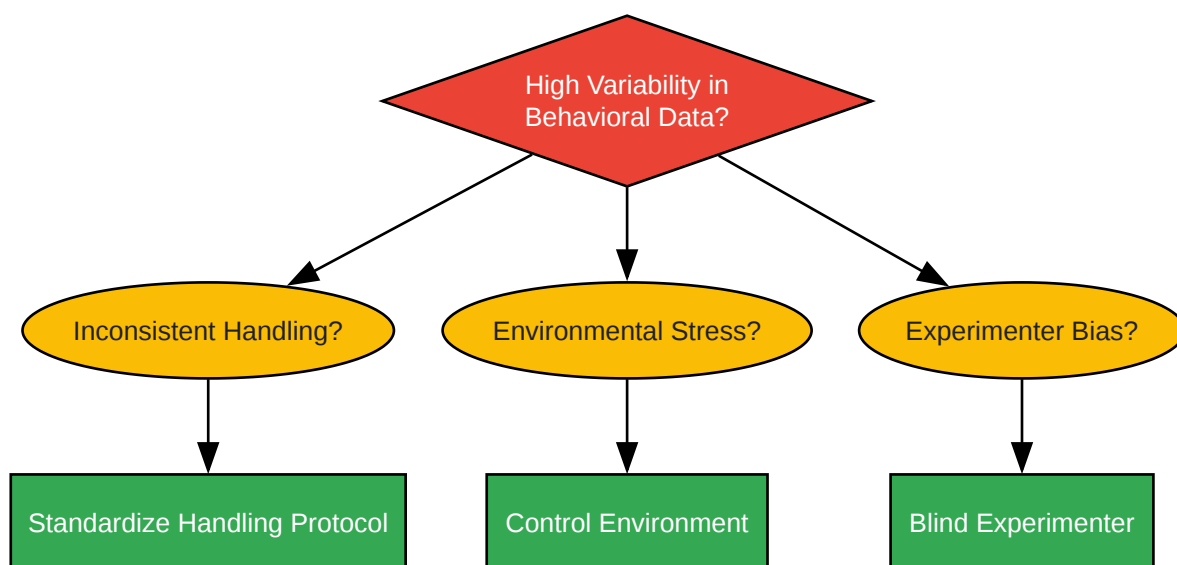 High Variability in
Behavioral Data?
Inconsistent Handling?
Environmental Stress?
Experimenter Bias?
Standardize Handling Protocol
Control Environment
Blind Experimenter